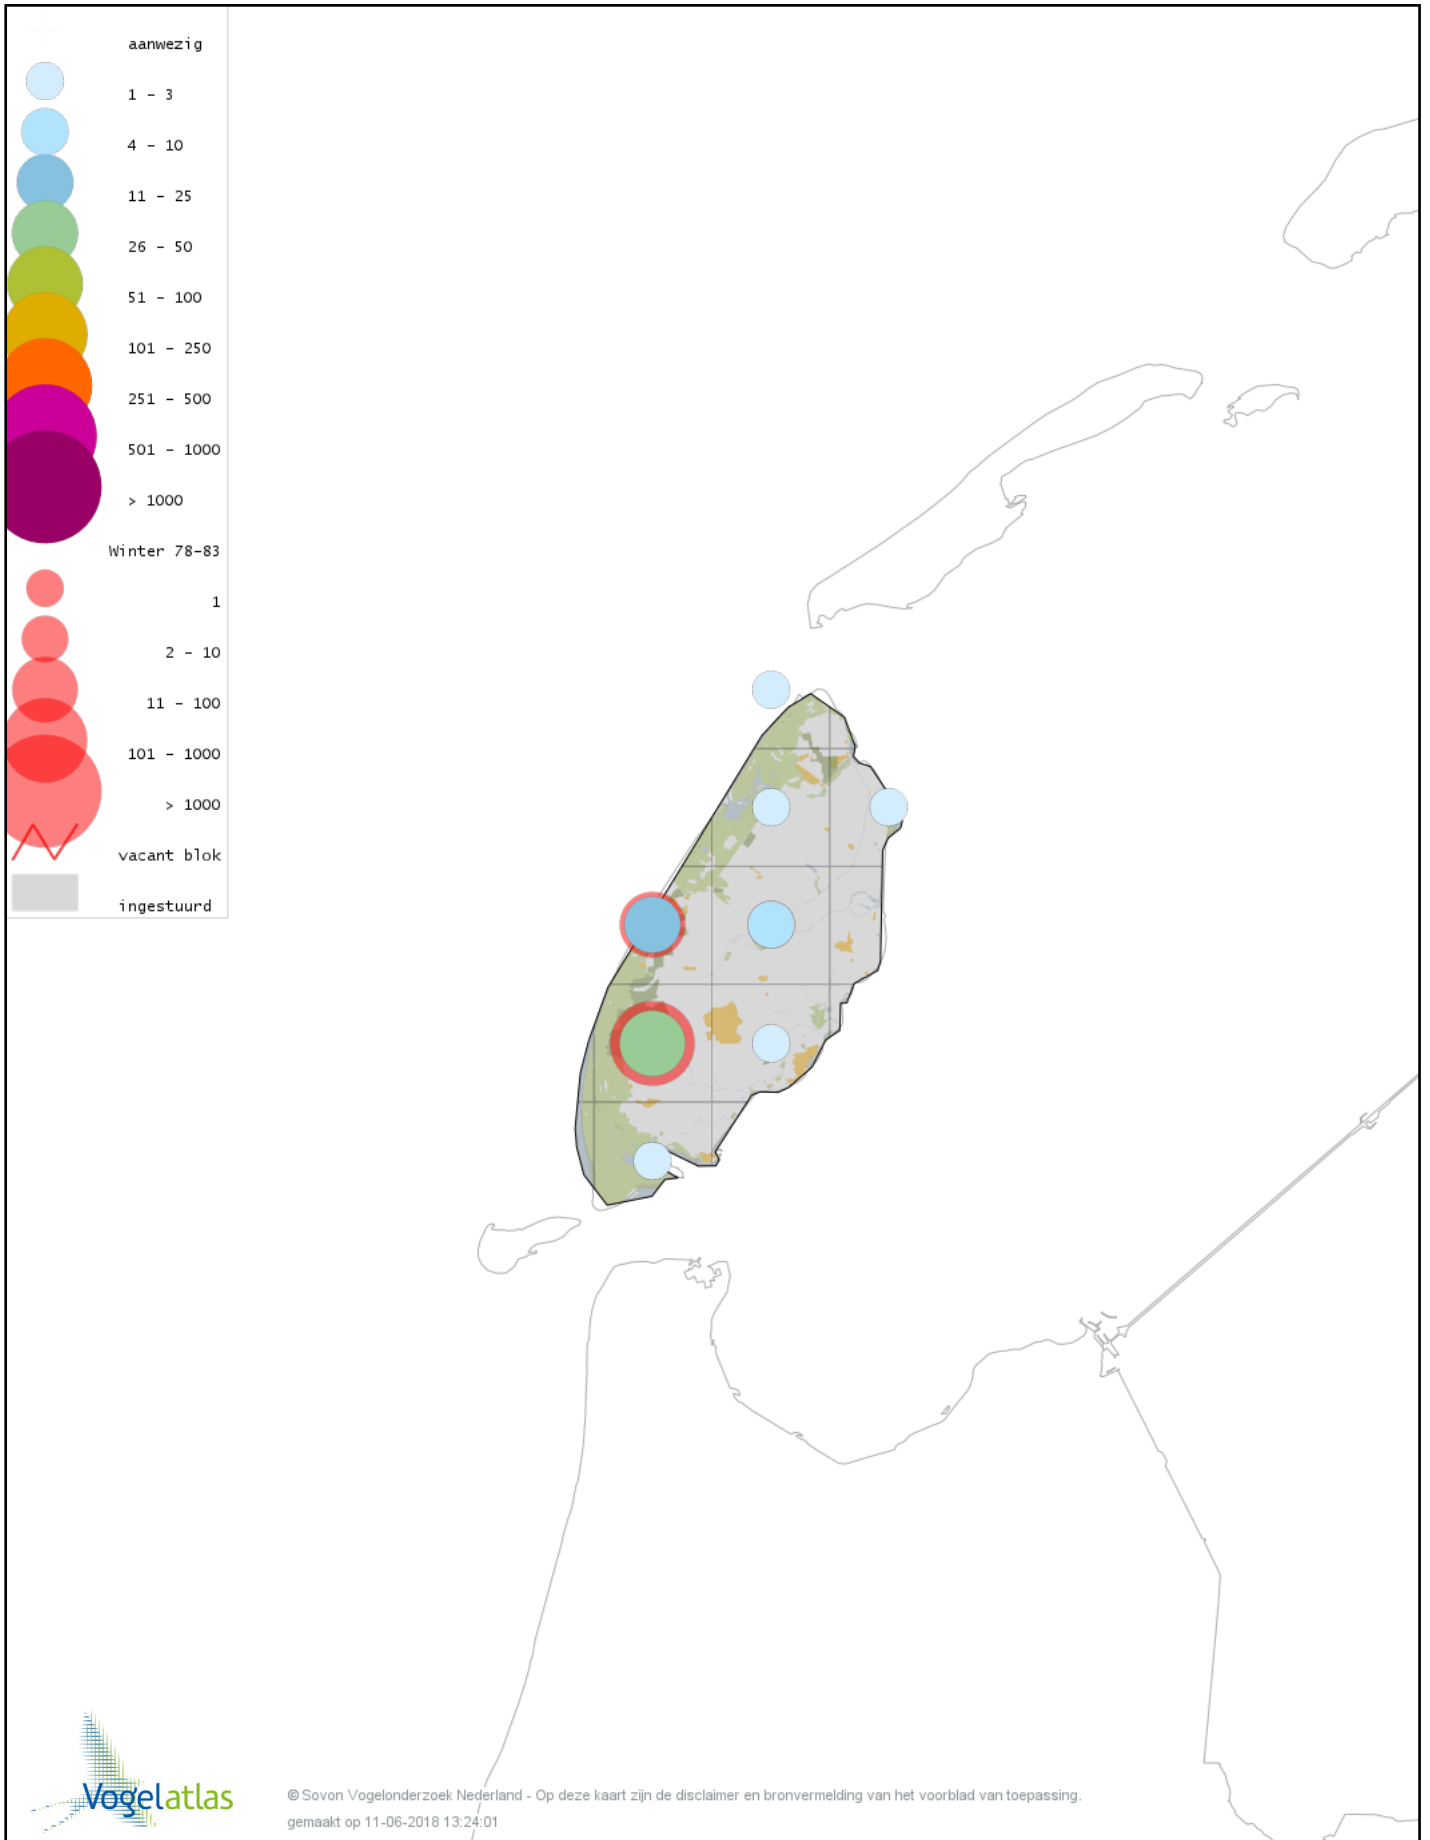 aanwezig
1 - 3
4 - 10
11 - 25
26 - 50
51 - 100
101 - 250
251 - 500
501 - 1000
> 1000
Winter 78-83
1
2 - 10
11 - 100
101 - 1000
> 1000
vacant blok
ingestuurd
Vogelatlas
© Sovon Vogelonderzoek Nederland - Op deze kaart zijn de disclaimer en bronvermelding van het voorblad van toepassing.
gemaakt op 11-06-2018 13:24:01